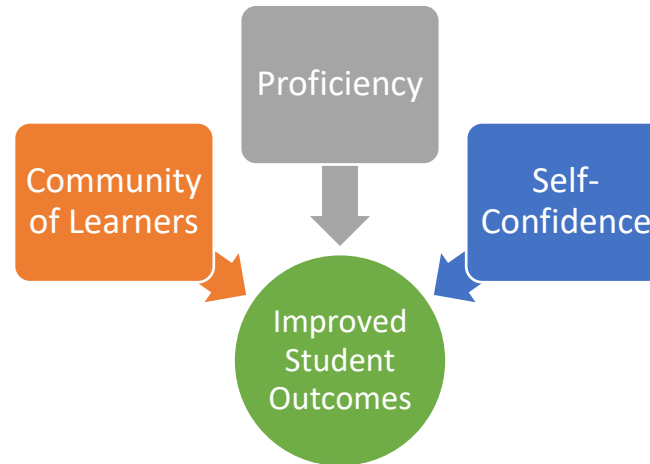 Proficiency
Community
of Learners
Self-
Confidence
Improved
Student
Outcomes